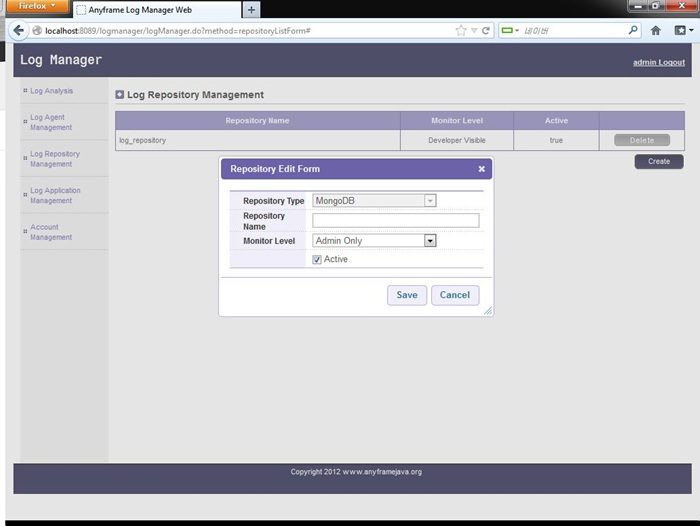 Firefox
Anyframe Log Manager Web
localhost:8089/logmanager/logManager.do?method=repositoryListForm#
네이버
Log Manager
admin Logout
Log Analysis
Log Agent
Management
Log Repository
Management
Log Application
Management
Account
Management
Log Repository Management
Repository Name Monitor Level Active
log_repository Developer Visible true Delete
Create
Repository Edit Form
Repository Type MongoDB
Repository
Name
Monitor Level Admin Only
Active
Save Cancel
Copyright 2012 www.anyframejava.org